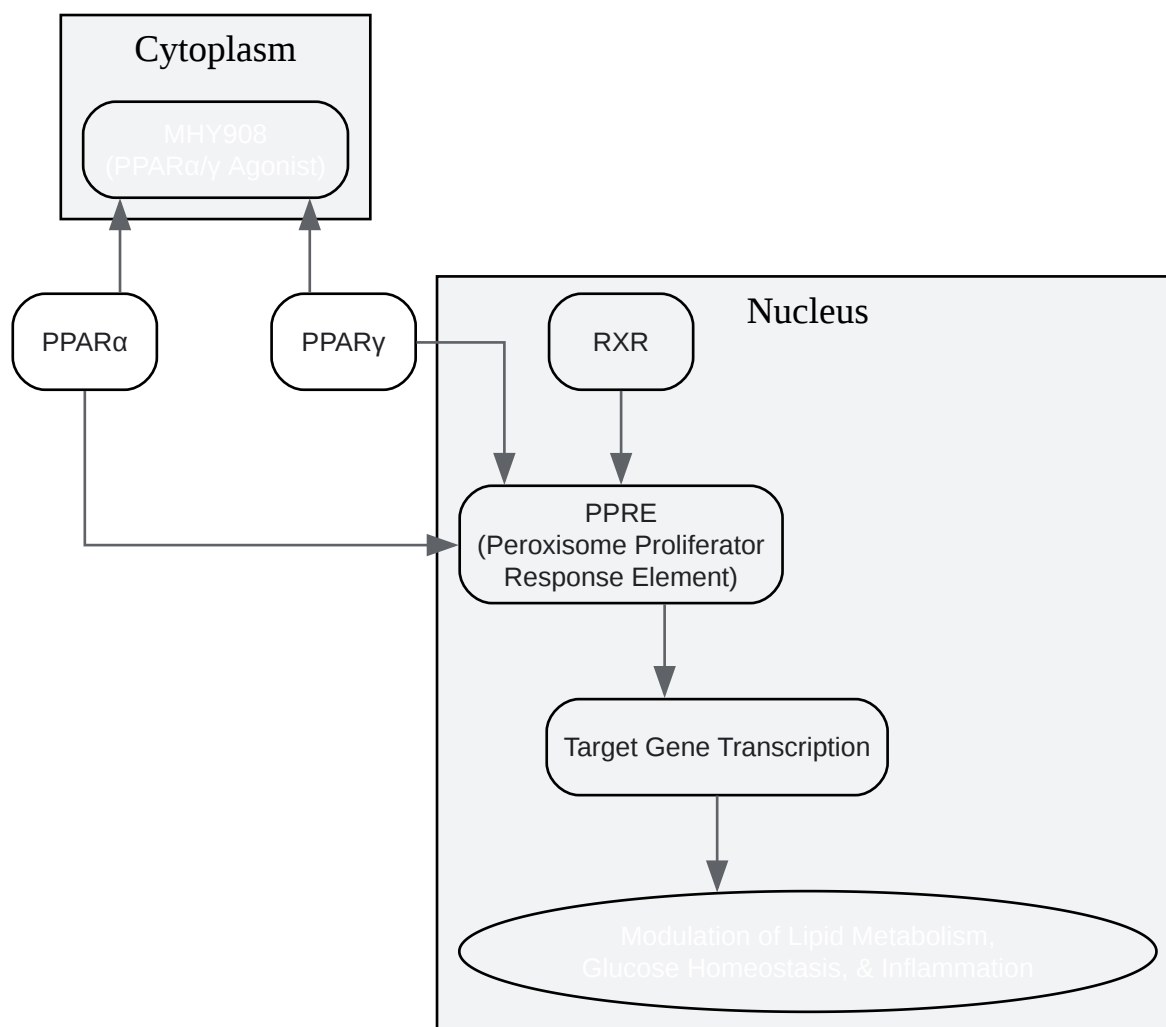 Cytoplasm
MHY908
(PPARα/γ Agonist)
PPARα
PPARγ
RXR
Nucleus
PPRE
(Peroxisome Proliferator
Response Element)
Target Gene Transcription
Modulation of Lipid Metabolism,
Glucose Homeostasis, & Inflammation